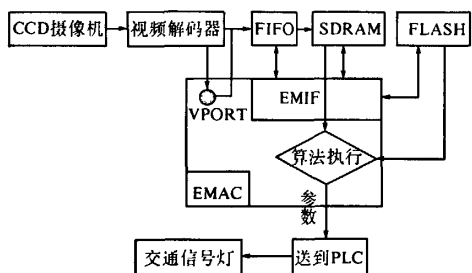 CCD摄像机
视频解码器
FIFO
SDRAM
FLASH
VPORT
EMIF
算法执行
EMAC
参数
交通信号灯
送到PLC